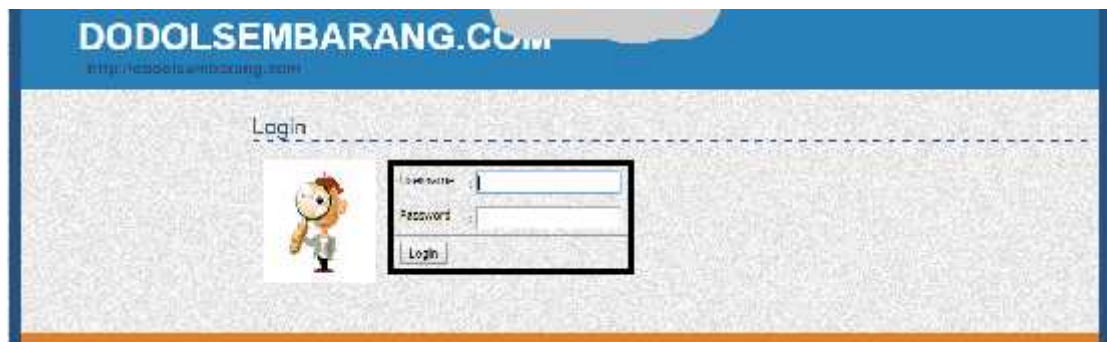 DODOLSEMBARANG.COM
http://dodolsembarang.com
Login
Username :
Password :
Login